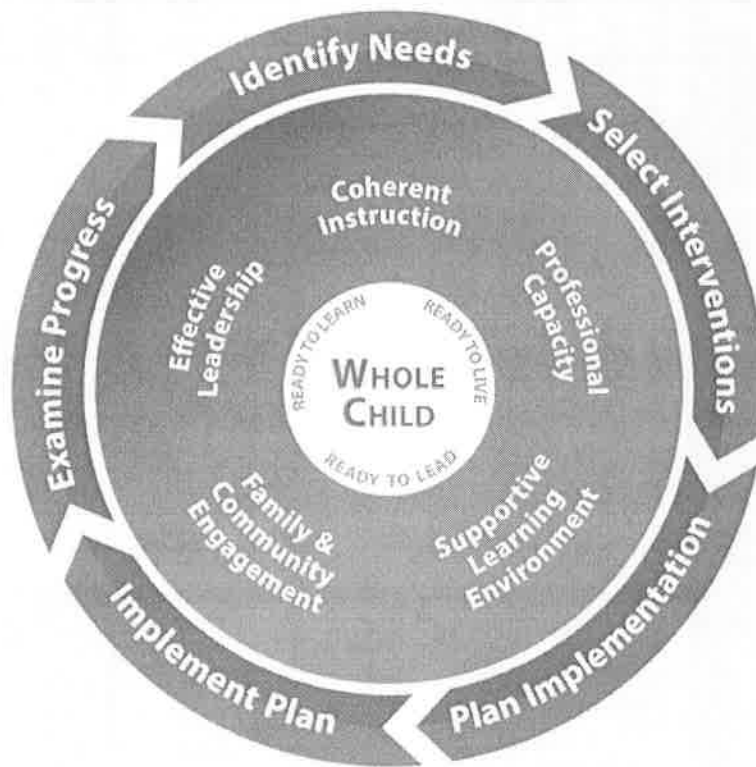 Identify Needs
Select Interventions
Plan Implementation
Implement Plan
Examine Progress
Coherent
Instruction
Professional
Capacity
Supportive
Learning
Environment
Family &
Community
Engagement
Effective
Leadership
READY TO LEARN
READY TO LIVE
READY TO LEAD
WHOLE
CHILD